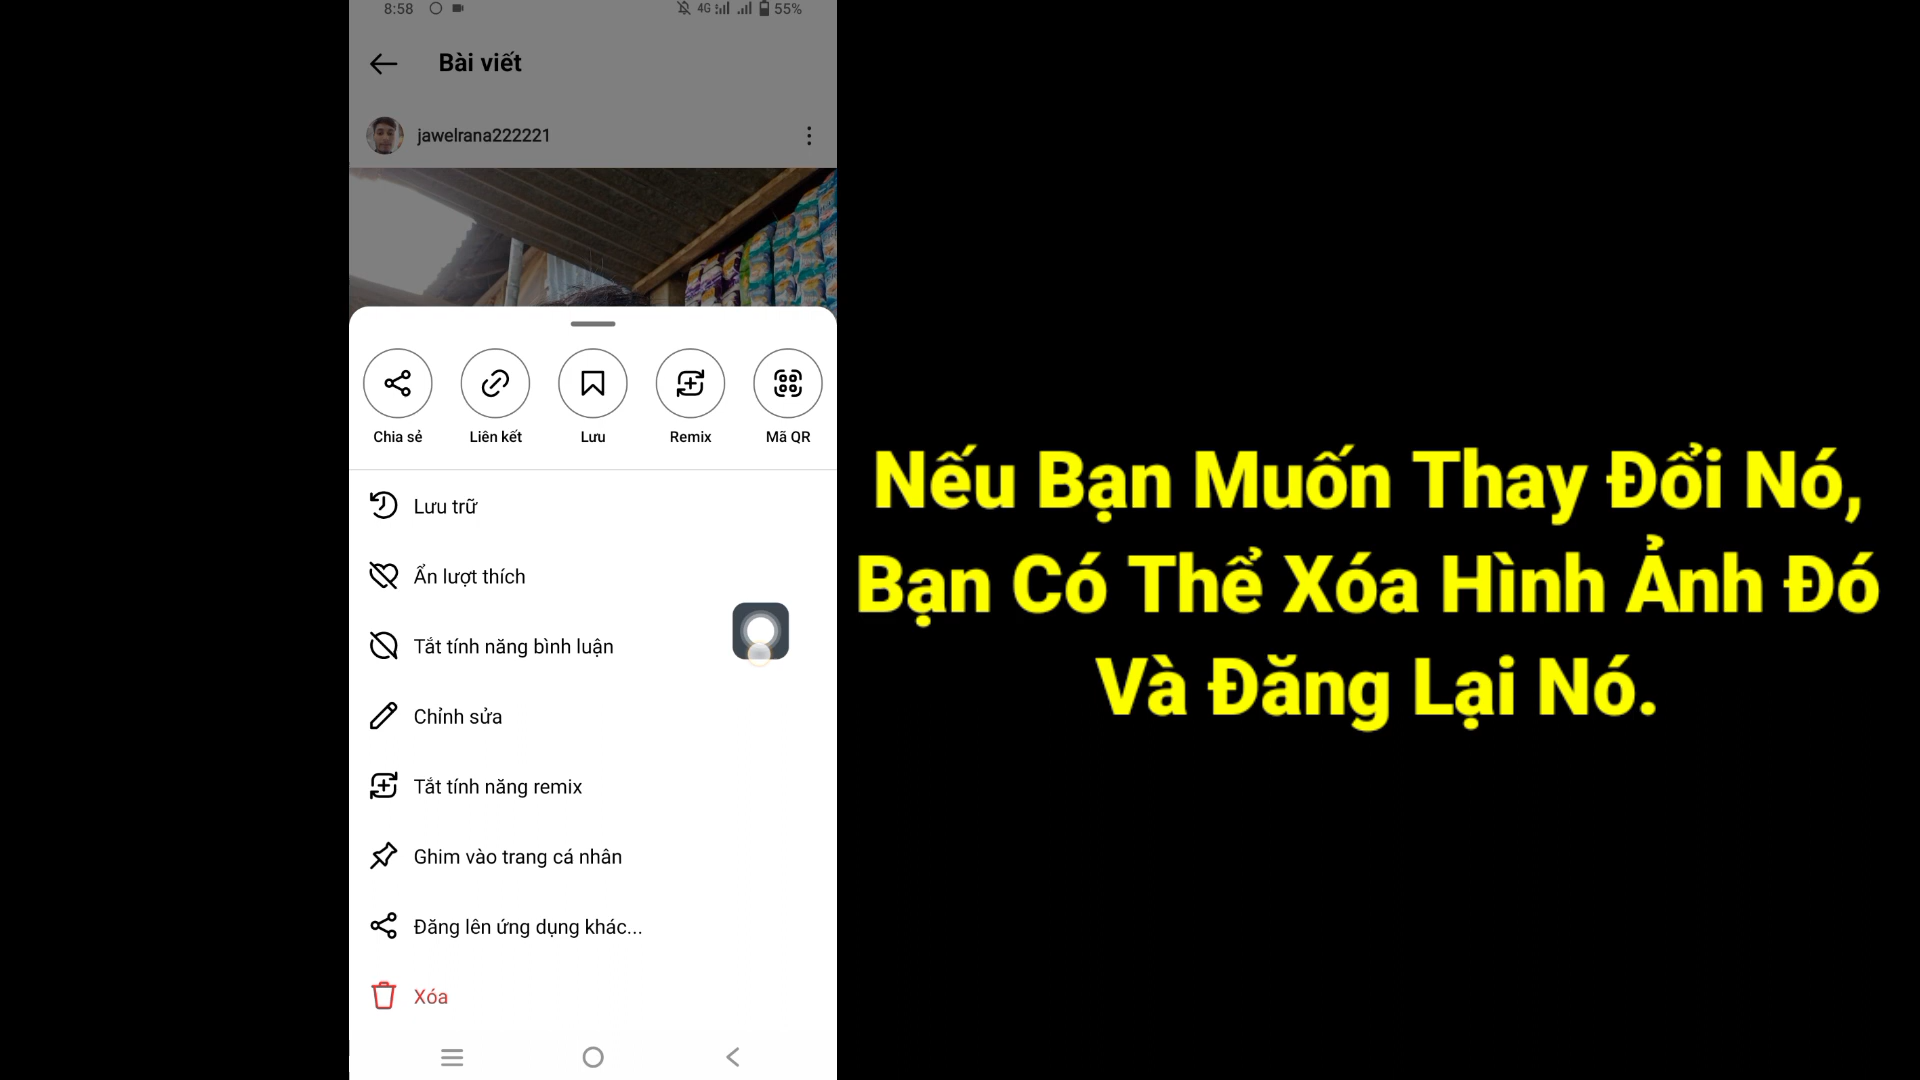 8:58 4G 55%
Bài viết
jawelrana222221
Chia sẻ Liên kết Lưu Remix Mã QR
Lưu trữ
Ẩn lượt thích
Tắt tính năng bình luận
Chỉnh sửa
Tắt tính năng remix
Ghim vào trang cá nhân
Đăng lên ứng dụng khác...
Xóa
Nếu Bạn Muốn Thay Đổi Nó,
Bạn Có Thể Xóa Hình Ảnh Đó
Và Đăng Lại Nó.